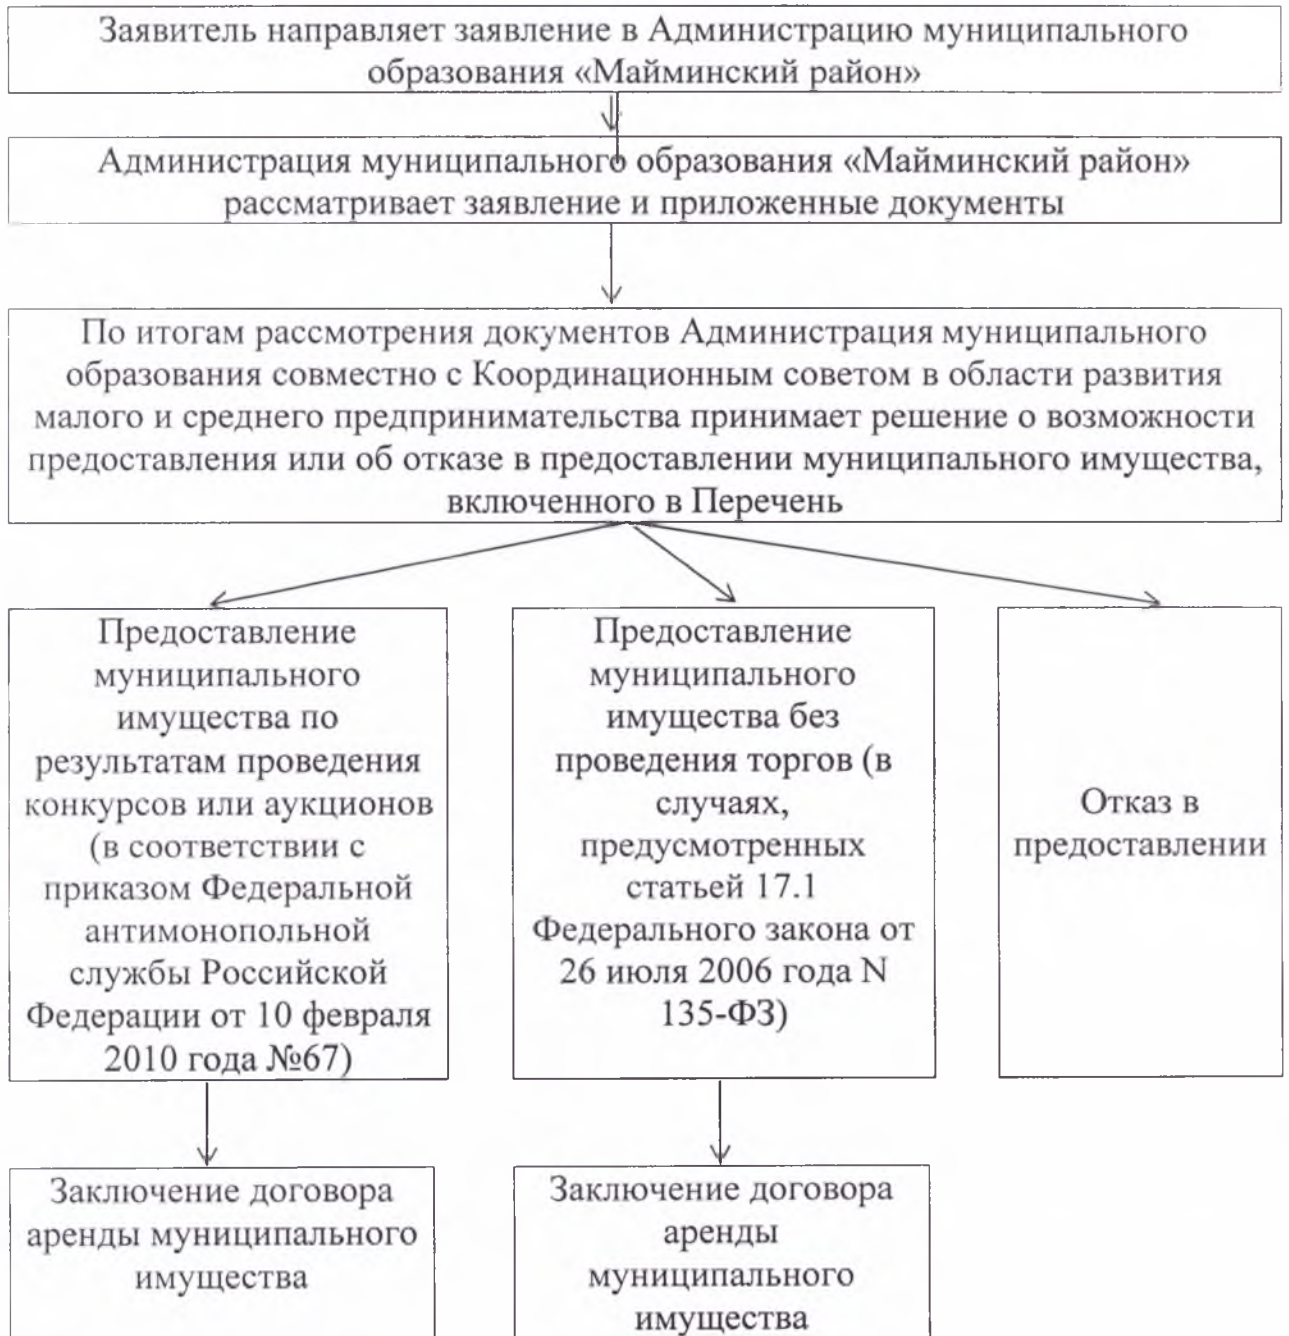 Заявитель направляет заявление в Администрацию муниципального
образования «Майминский район»
Администрация муниципального образования «Майминский район»
рассматривает заявление и приложенные документы
По итогам рассмотрения документов Администрация муниципального
образования совместно с Координационным советом в области развития
малого и среднего предпринимательства принимает решение о возможности
предоставления или об отказе в предоставлении муниципального имущества,
включенного в Перечень
Предоставление
муниципального
имущества по
результатам проведения
конкурсов или аукционов
(в соответствии с
приказом Федеральной
антимонопольной
службы Российской
Федерации от 10 февраля
2010 года №67)
Предоставление
муниципального
имущества без
проведения торгов (в
случаях,
предусмотренных
статьей 17.1
Федерального закона от
26 июля 2006 года N
135-ФЗ)
Отказ в
предоставлении
Заключение договора
аренды муниципального
имущества
Заключение договора
аренды
муниципального
имущества